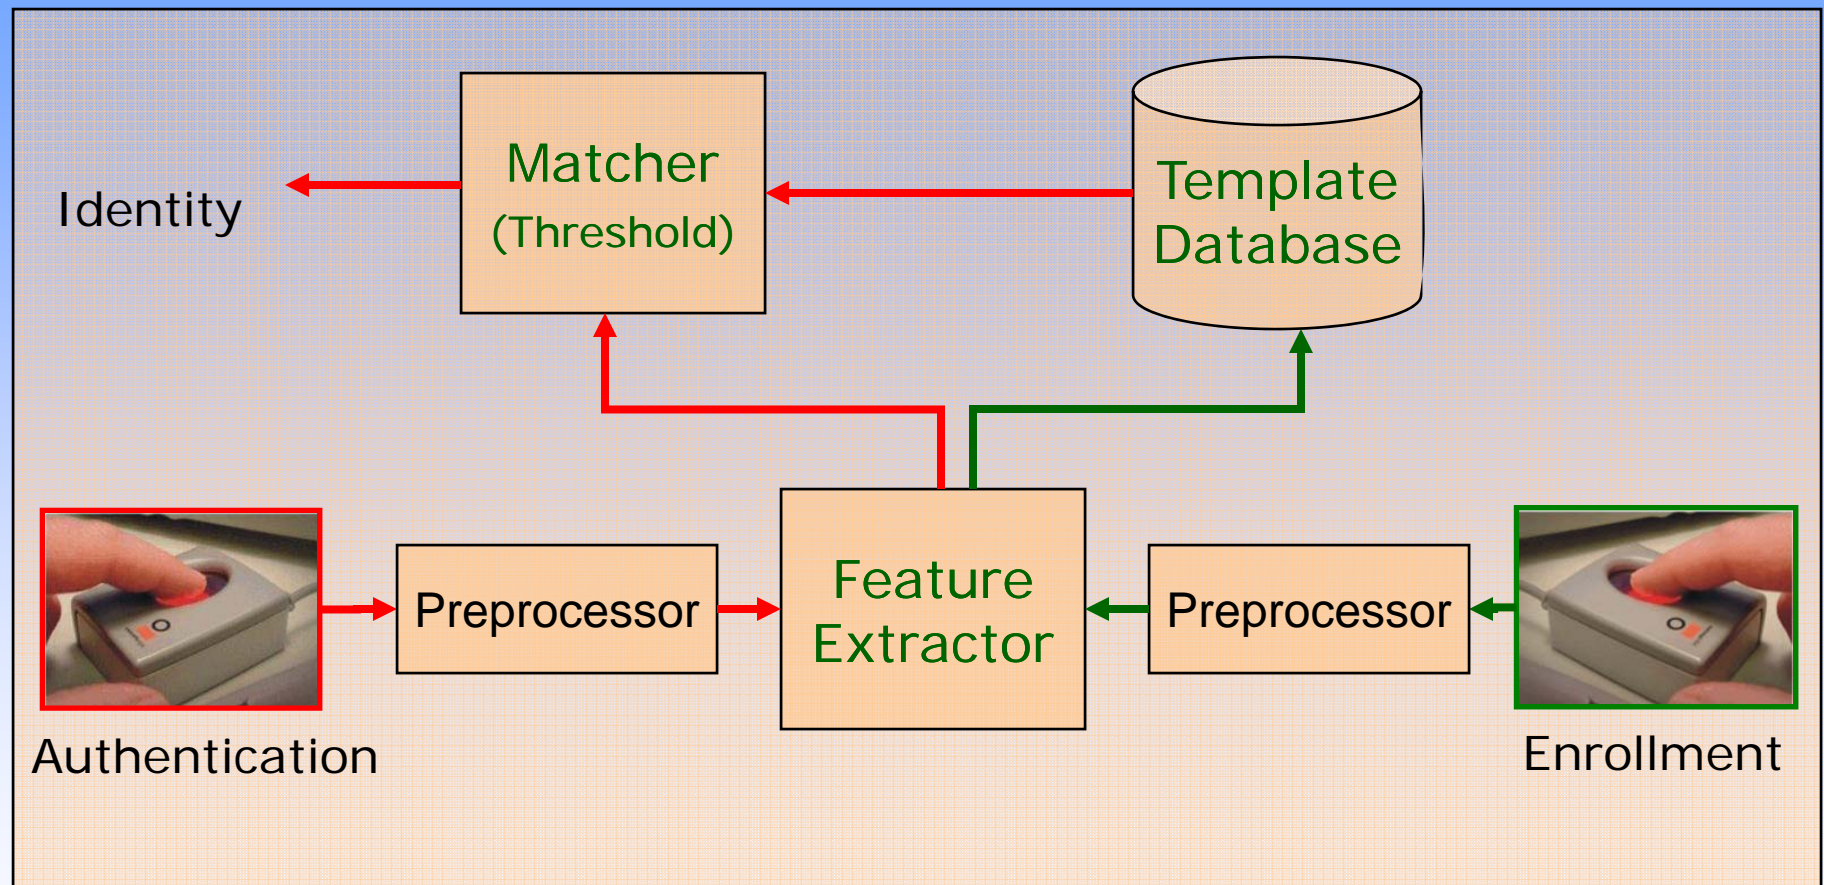 Matcher
(Threshold)
Template
Database
Identity
Feature
Extractor
Preprocessor
Preprocessor
Authentication
Enrollment